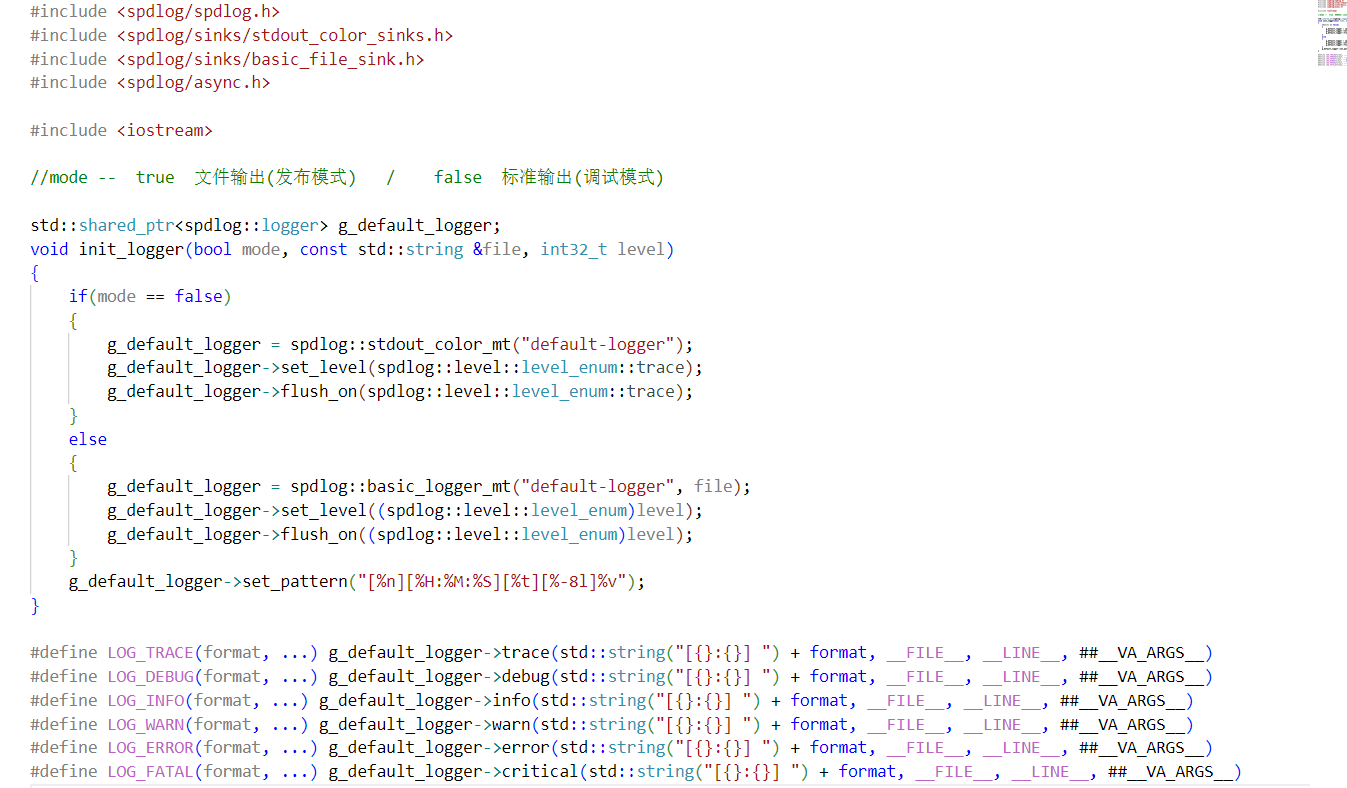 #include <spdlog/spdlog.h>
#include <spdlog/sinks/stdout_color_sinks.h>
#include <spdlog/sinks/basic_file_sink.h>
#include <spdlog/async.h>
#include <iostream>
//mode -- true 文件输出(发布模式) / false 标准输出(调试模式)
std::shared_ptr<spdlog::logger> g_default_logger;
void init_logger(bool mode, const std::string &file, int32_t level)
{
    if(mode == false)
    {
        g_default_logger = spdlog::stdout_color_mt("default-logger");
        g_default_logger->set_level(spdlog::level::level_enum::trace);
        g_default_logger->flush_on(spdlog::level::level_enum::trace);
    }
    else
    {
        g_default_logger = spdlog::basic_logger_mt("default-logger", file);
        g_default_logger->set_level((spdlog::level::level_enum)level);
        g_default_logger->flush_on((spdlog::level::level_enum)level);
    }
    g_default_logger->set_pattern("[%n][%H:%M:%S][%t][%-8l]%v");
}
#define LOG_TRACE(format, ...) g_default_logger->trace(std::string("[{}:{}] ") + format, __FILE__, __LINE__, ##__VA_ARGS__)
#define LOG_DEBUG(format, ...) g_default_logger->debug(std::string("[{}:{}] ") + format, __FILE__, __LINE__, ##__VA_ARGS__)
#define LOG_INFO(format, ...) g_default_logger->info(std::string("[{}:{}] ") + format, __FILE__, __LINE__, ##__VA_ARGS__)
#define LOG_WARN(format, ...) g_default_logger->warn(std::string("[{}:{}] ") + format, __FILE__, __LINE__, ##__VA_ARGS__)
#define LOG_ERROR(format, ...) g_default_logger->error(std::string("[{}:{}] ") + format, __FILE__, __LINE__, ##__VA_ARGS__)
#define LOG_FATAL(format, ...) g_default_logger->critical(std::string("[{}:{}] ") + format, __FILE__, __LINE__, ##__VA_ARGS__)